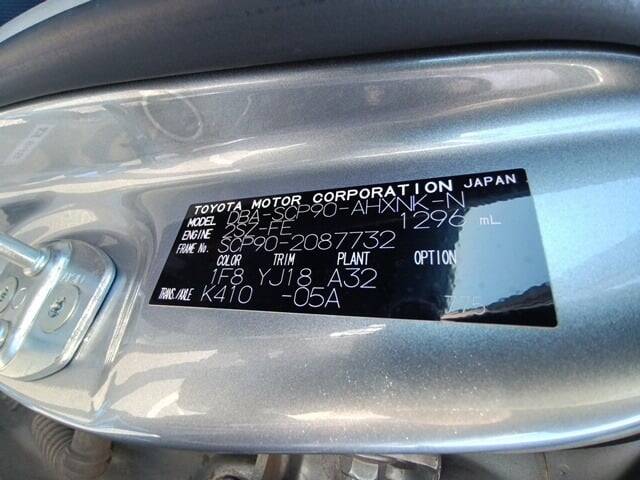 TOYOTA MOTOR CORPORATION JAPAN
MODEL DBA-SCP90-AHXNK-N
ENGINE 2SZ-FE 1296 mL
FRAME No. SCP90-2087732
COLOR TRIM PLANT OPTION
1F8 YJ18 A32
TRANS./AXLE K410 -05A 775